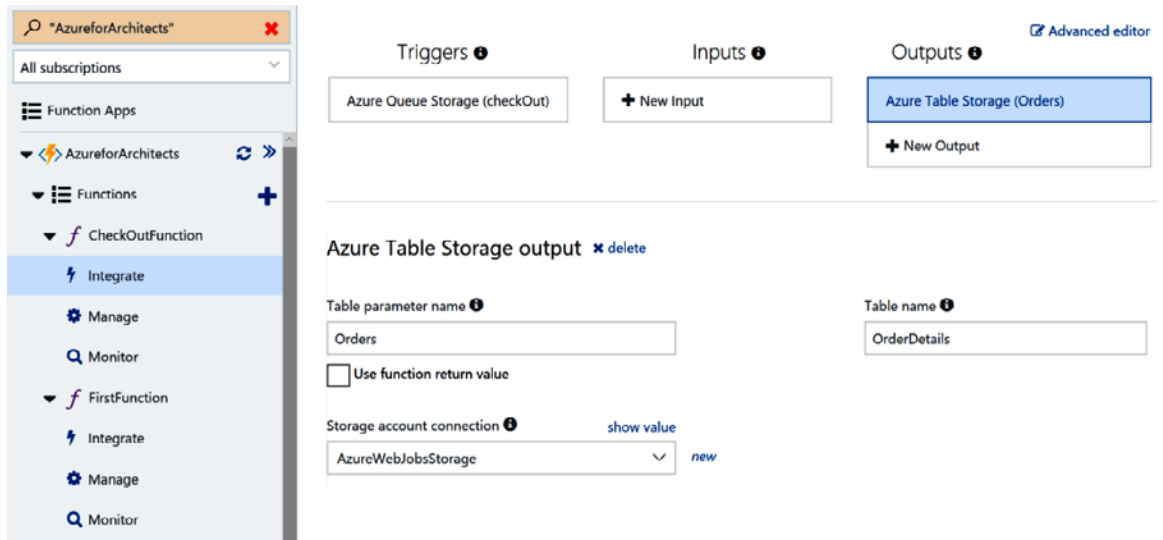 "AzureforArchitects"
All subscriptions
Function Apps
AzureforArchitects
Functions
CheckOutFunction
Integrate
Manage
Monitor
FirstFunction
Integrate
Manage
Monitor
Advanced editor
Triggers
Inputs
Outputs
Azure Queue Storage (checkOut)
New Input
Azure Table Storage (Orders)
New Output
Azure Table Storage output delete
Table parameter name
Orders
Use function return value
Table name
OrderDetails
Storage account connection show value
AzureWebJobsStorage new